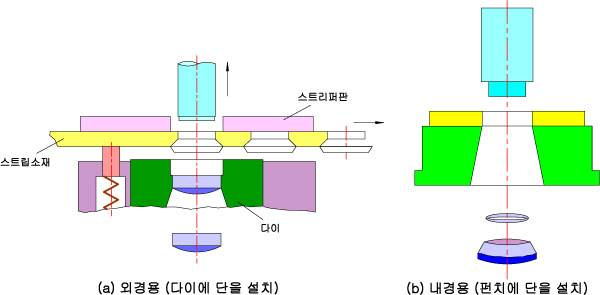 스트리퍼판
스트립소재
다이
(a) 외경용 (다이에 단을 설치)
(b) 내경용 (펀치에 단을 설치)